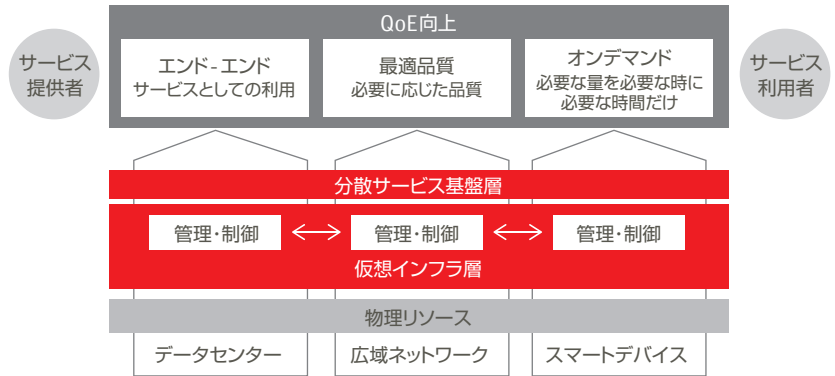 QoE向上
サービス
提供者
エンド-エンド
サービスとしての利用
最適品質
必要に応じた品質
オンデマンド
必要な量を必要な時に
必要な時間だけ
サービス
利用者
分散サービス基盤層
管理・制御
管理・制御
管理・制御
仮想インフラ層
物理リソース
データセンター
広域ネットワーク
スマートデバイス